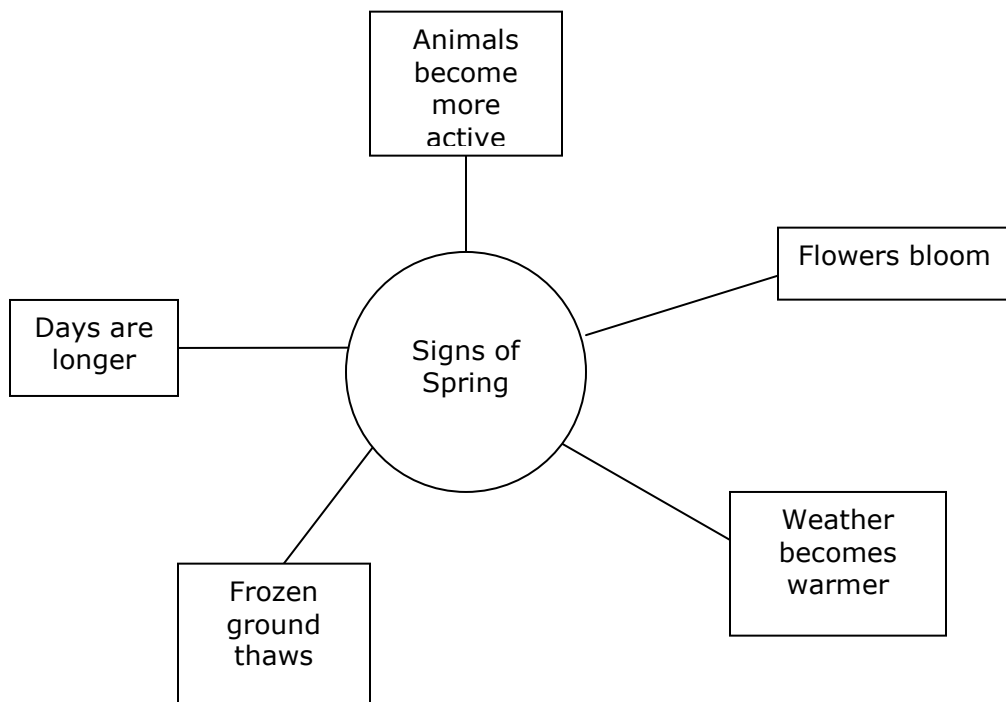 Animals
become
more
active
Flowers bloom
Days are
longer
Signs of
Spring
Weather
becomes
warmer
Frozen
ground
thaws